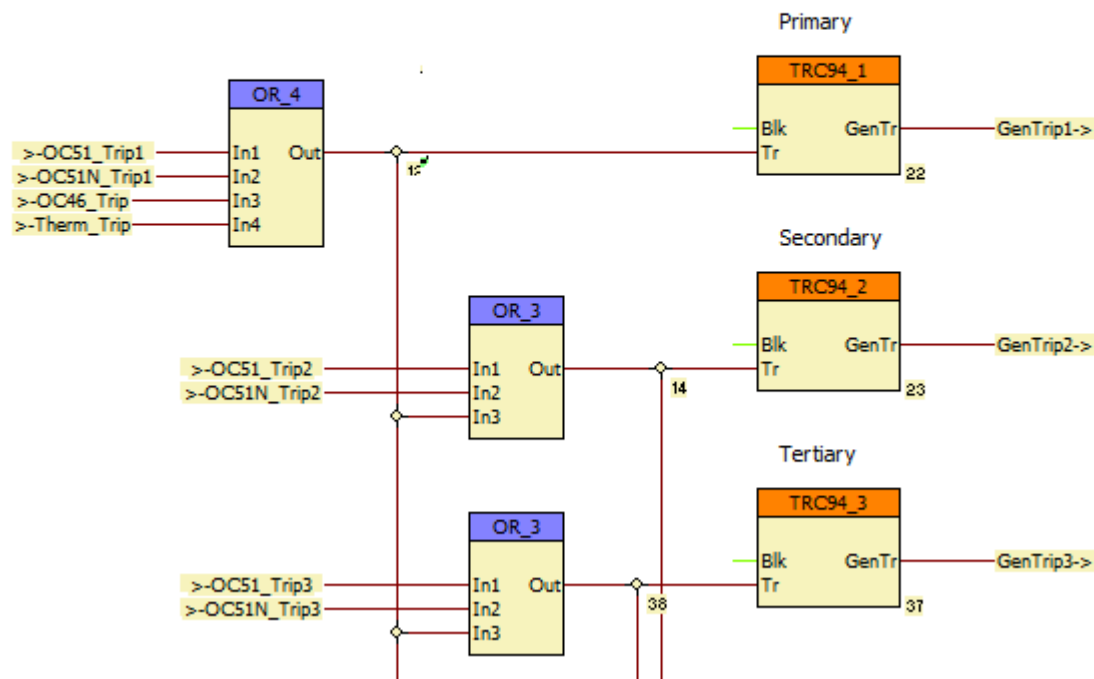 Primary
TRC94_1
Blk GenTr
Tr
22
GenTrip1->
OR_4
In1 Out
In2
In3
In4
>-OC51_Trip1
>-OC51N_Trip1
>-OC46_Trip
>-Therm_Trip
Secondary
TRC94_2
Blk GenTr
Tr
23
GenTrip2->
OR_3
In1 Out
In2
In3
14
>-OC51_Trip2
>-OC51N_Trip2
Tertiary
TRC94_3
Blk GenTr
Tr
37
GenTrip3->
OR_3
In1 Out
In2
In3
38
>-OC51_Trip3
>-OC51N_Trip3